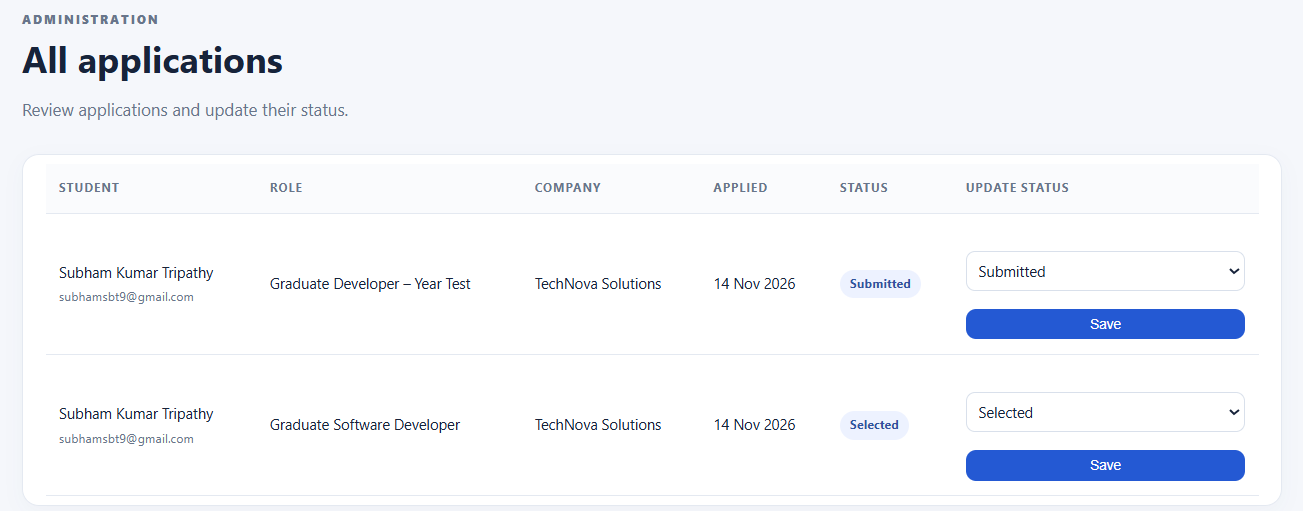 ADMINISTRATION
All applications
Review applications and update their status.
STUDENT ROLE COMPANY APPLIED STATUS UPDATE STATUS
Subham Kumar Tripathy
subhamsbt9@gmail.com
Graduate Developer – Year Test
TechNova Solutions
14 Nov 2026
Submitted
Submitted
Save
Subham Kumar Tripathy
subhamsbt9@gmail.com
Graduate Software Developer
TechNova Solutions
14 Nov 2026
Selected
Selected
Save